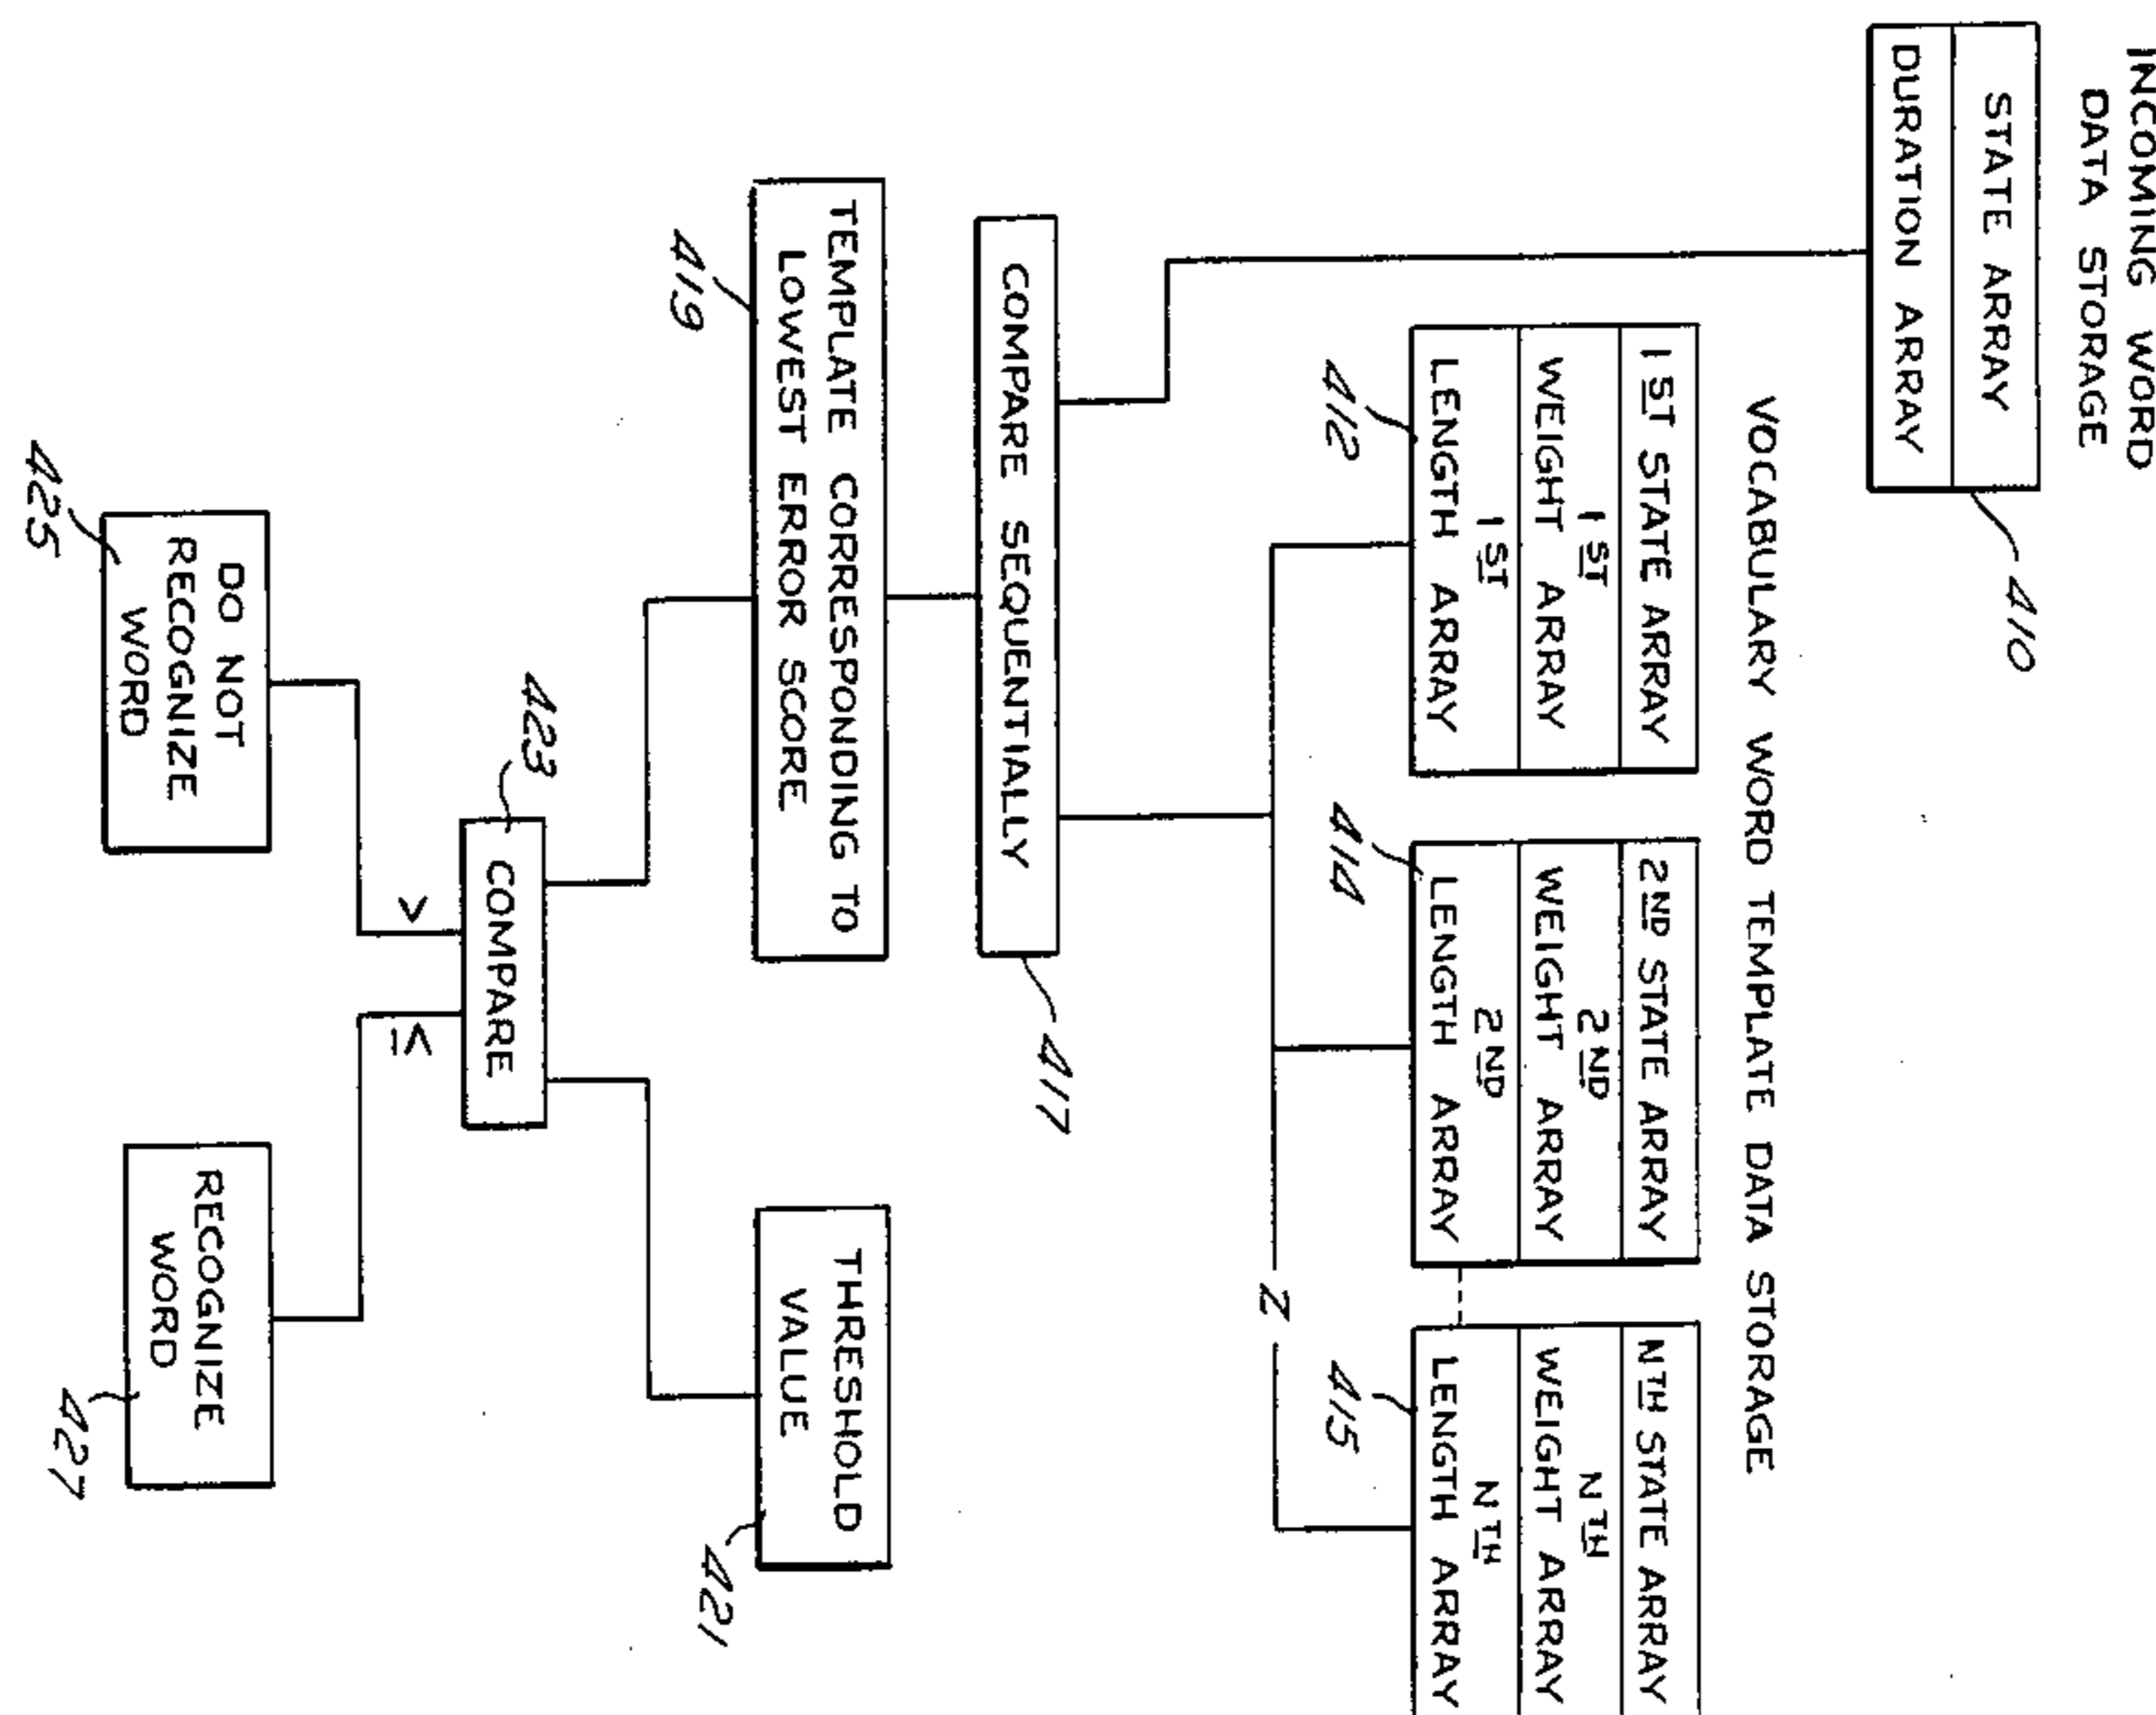 INCOMING WORD
DATA STORAGE
STATE ARRAY
DURATION ARRAY
410
VOCABULARY WORD TEMPLATE DATA STORAGE
1ST STATE ARRAY
1ST
WEIGHT ARRAY
1ST
LENGTH ARRAY
412
2ND STATE ARRAY
2ND
WEIGHT ARRAY
2ND
LENGTH ARRAY
414
NTH STATE ARRAY
NTH
WEIGHT ARRAY
NTH
LENGTH ARRAY
415
N
COMPARE SEQUENTIALLY
417
TEMPLATE CORRESPONDING TO
LOWEST ERROR SCORE
419
THRESHOLD
VALUE
421
423
COMPARE
> ≤
DO NOT
RECOGNIZE
WORD
425
RECOGNIZE
WORD
427